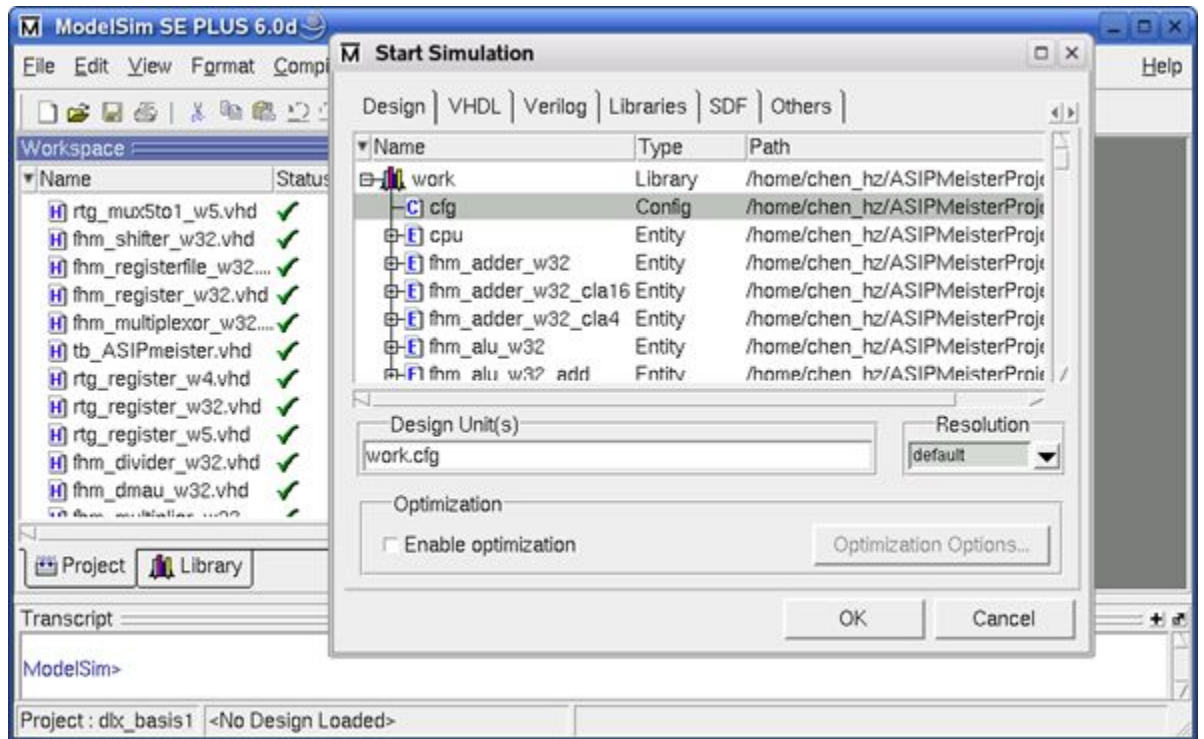 ModelSim SE PLUS 6.0d
File Edit View Format Compi
Help
Workspace
Name Status
rtg_mux5to1_w5.vhd
fhm_shifter_w32.vhd
fhm_registerfile_w32....
fhm_register_w32.vhd
fhm_multiplexor_w32....
tb_ASIPmeister.vhd
rtg_register_w4.vhd
rtg_register_w32.vhd
rtg_register_w5.vhd
fhm_divider_w32.vhd
fhm_dmau_w32.vhd
Project Library
Start Simulation
Design VHDL Verilog Libraries SDF Others
Name Type Path
work Library /home/chen_hz/ASIPMeisterProje
cfg Config /home/chen_hz/ASIPMeisterProje
cpu Entity /home/chen_hz/ASIPMeisterProje
fhm_adder_w32 Entity /home/chen_hz/ASIPMeisterProje
fhm_adder_w32_cla16 Entity /home/chen_hz/ASIPMeisterProje
fhm_adder_w32_cla4 Entity /home/chen_hz/ASIPMeisterProje
fhm_alu_w32 Entity /home/chen_hz/ASIPMeisterProje
fhm_alu_w32_add Entity /home/chen_hz/ASIPMeisterProje
Design Unit(s)
work.cfg
Resolution
default
Optimization
Enable optimization
Optimization Options...
OK Cancel
Transcript
ModelSim>
Project : dlx_basis1 <No Design Loaded>